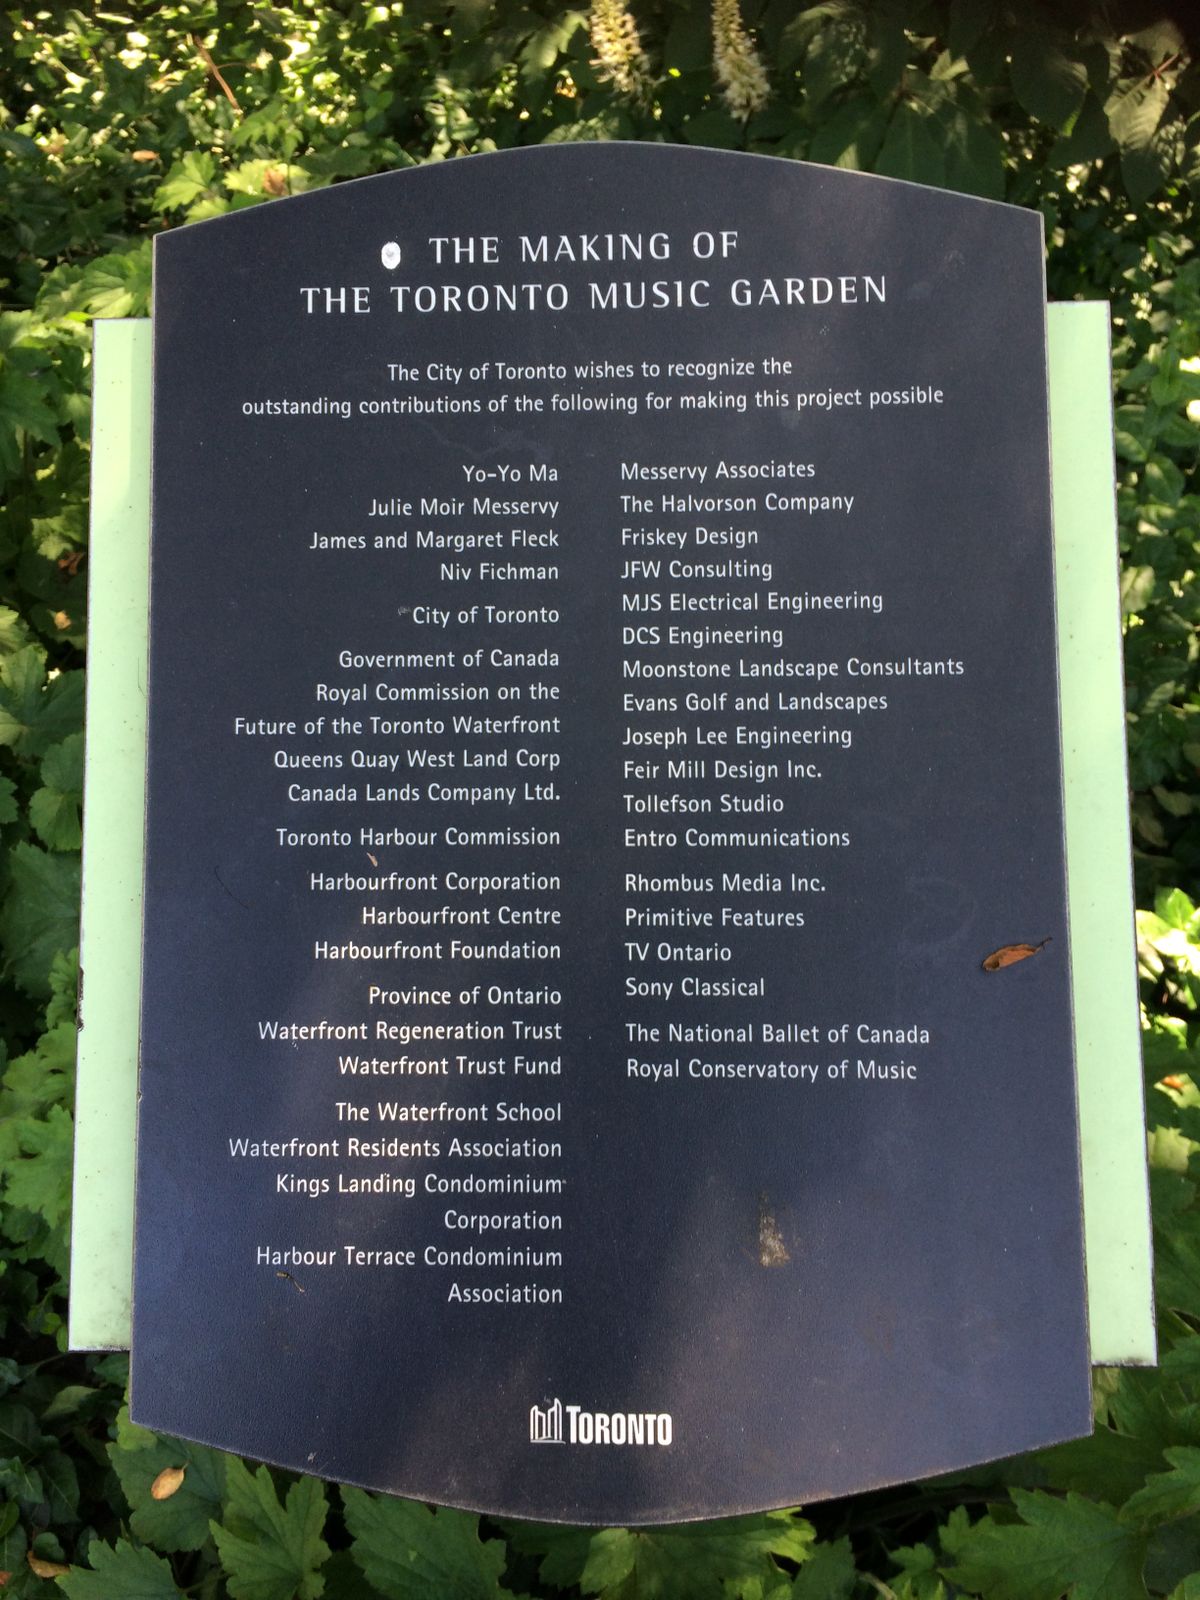 THE MAKING OF
THE TORONTO MUSIC GARDEN
The City of Toronto wishes to recognize the
outstanding contributions of the following for making this project possible
Yo-Yo Ma
Julie Moir Messervy
James and Margaret Fleck
Niv Fichman
City of Toronto
Government of Canada
Royal Commission on the
Future of the Toronto Waterfront
Queens Quay West Land Corp
Canada Lands Company Ltd.
Toronto Harbour Commission
Harbourfront Corporation
Harbourfront Centre
Harbourfront Foundation
Province of Ontario
Waterfront Regeneration Trust
Waterfront Trust Fund
The Waterfront School
Waterfront Residents Association
Kings Landing Condominium
Corporation
Harbour Terrace Condominium
Association
Messervy Associates
The Halvorson Company
Friskey Design
JFW Consulting
MJS Electrical Engineering
DCS Engineering
Moonstone Landscape Consultants
Evans Golf and Landscapes
Joseph Lee Engineering
Feir Mill Design Inc.
Tollefson Studio
Entro Communications
Rhombus Media Inc.
Primitive Features
TV Ontario
Sony Classical
The National Ballet of Canada
Royal Conservatory of Music
TORONTO